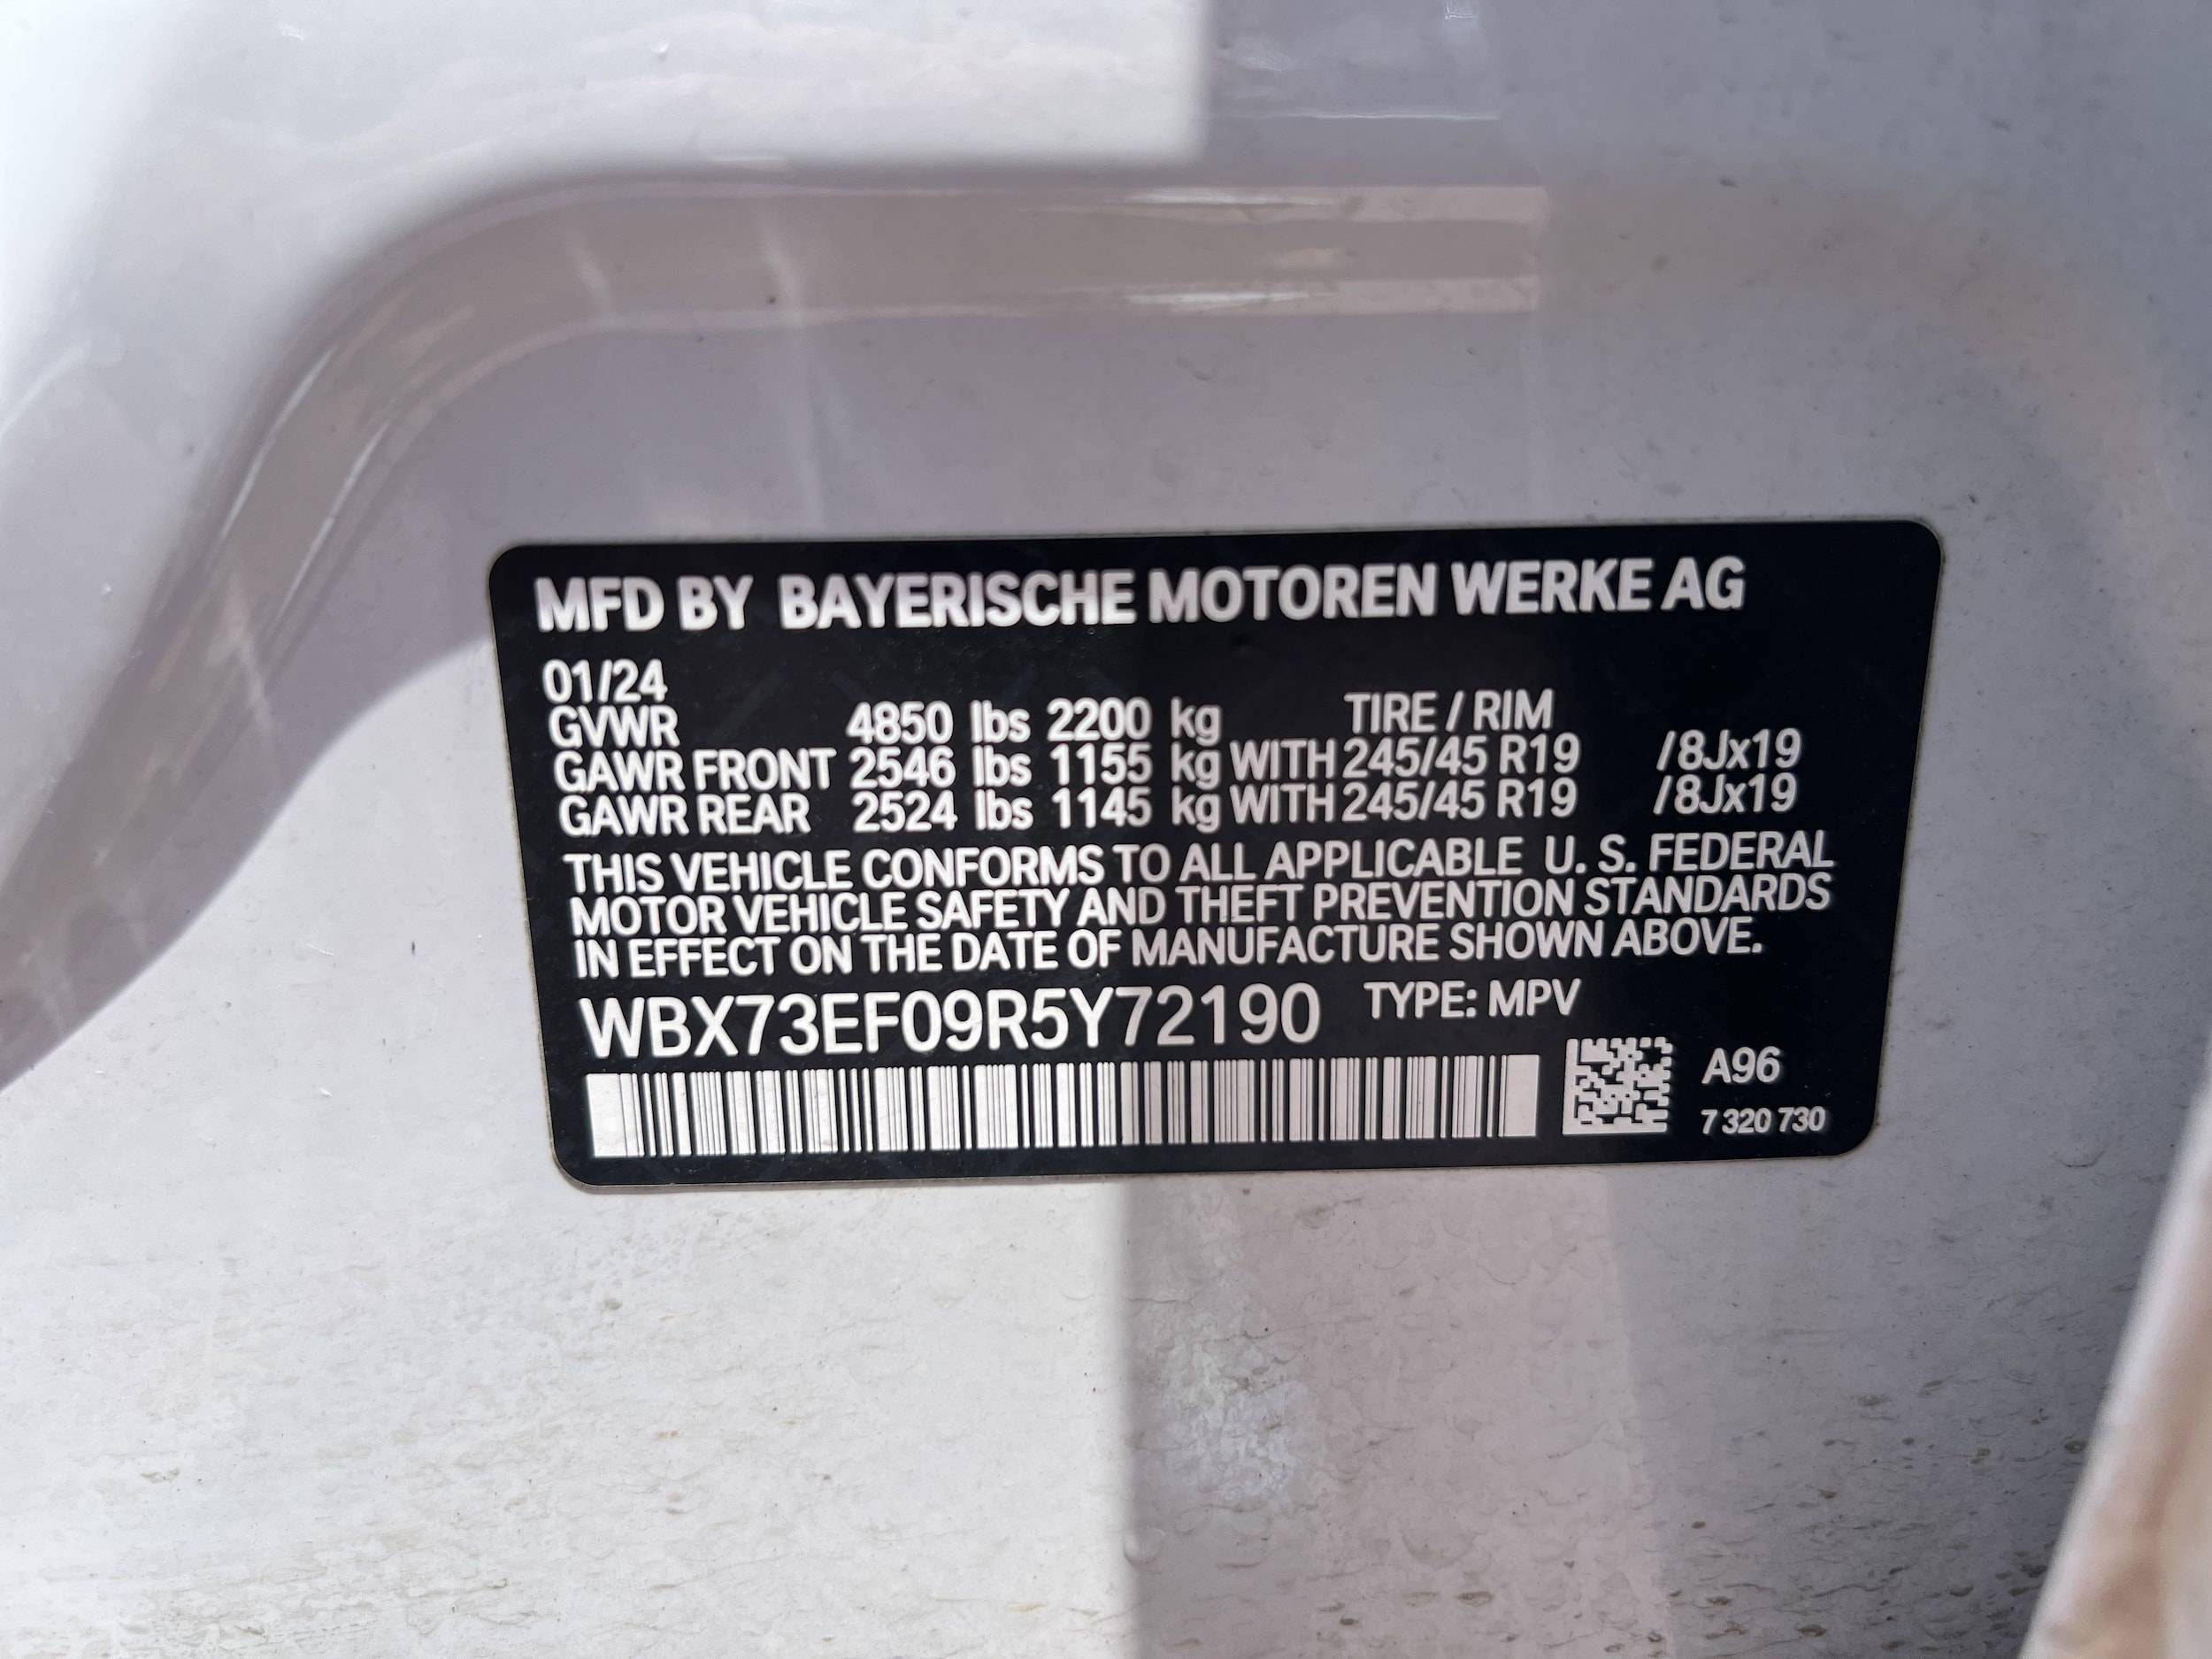 MFD BY BAYERISCHE MOTOREN WERKE AG
01/24
TIRE / RIM
GVWR 4850 lbs 2200 kg
GAWR FRONT 2546 lbs 1155 kg WITH 245/45 R19 /8Jx19
GAWR REAR 2524 lbs 1145 kg WITH 245/45 R19 /8Jx19
THIS VEHICLE CONFORMS TO ALL APPLICABLE U. S. FEDERAL
MOTOR VEHICLE SAFETY AND THEFT PREVENTION STANDARDS
IN EFFECT ON THE DATE OF MANUFACTURE SHOWN ABOVE.
WBX73EF09R5Y72190 TYPE: MPV
A96
7 320 730